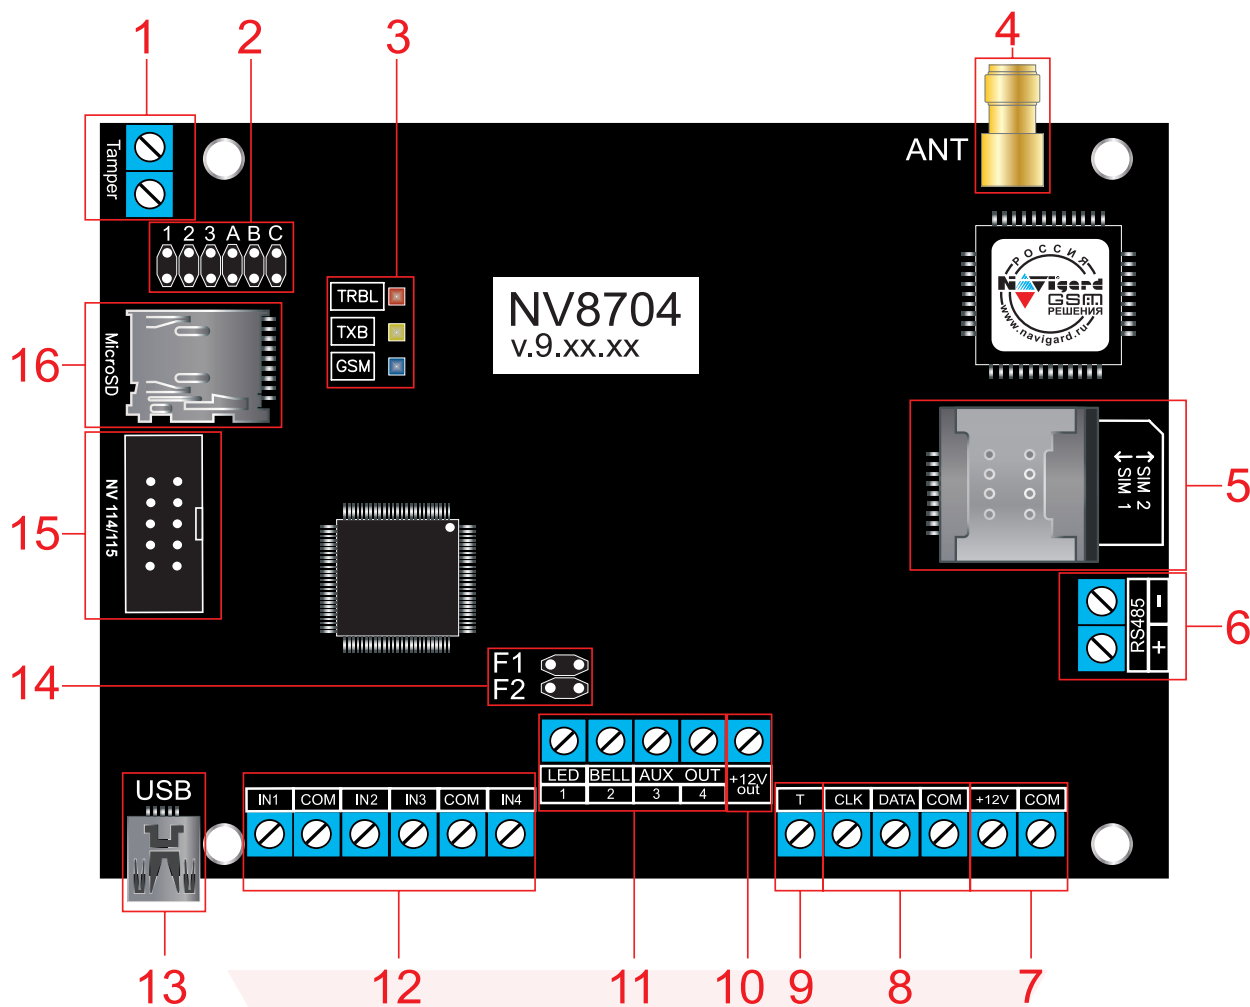 1 2 3 4
Tamper
ANT
1 2 3 A B C
TRBL
TXB
GSM
NV8704
v.9.xx.xx
РОССИЯ
Navigard
GSM
РЕШЕНИЯ
www.navigard.ru
MicroSD
16
SIM 2
SIM 1
5
NV 114/115
15
RS485
- +
6
F1
F2
14
LED BELL AUX OUT +12V
1 2 3 4 out
USB
IN1 COM IN2 IN3 COM IN4
T CLK DATA COM +12V COM
13 12 11 10 9 8 7